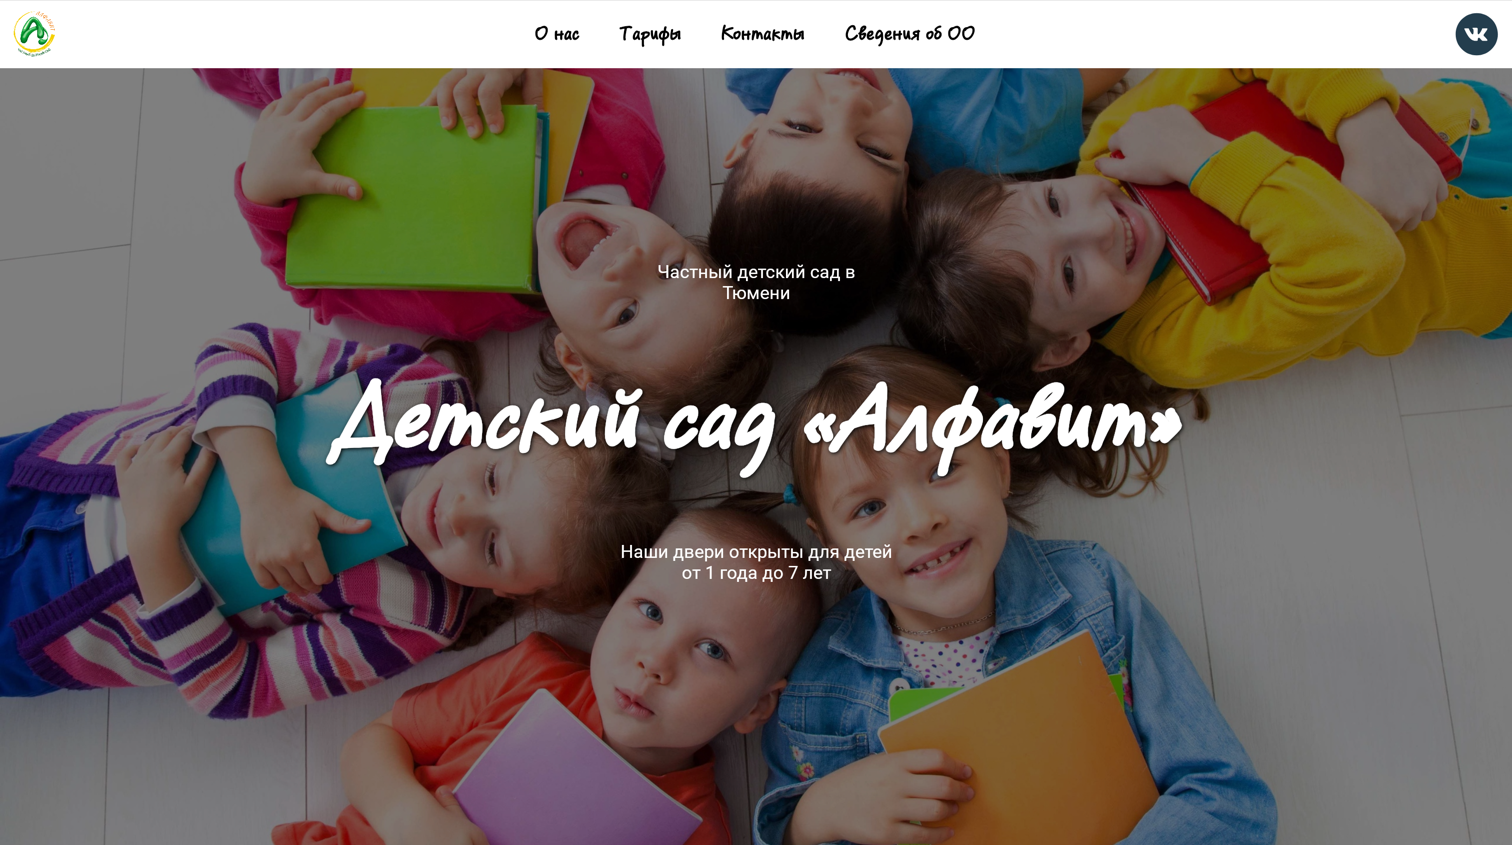 О нас
Тарифы
Контакты
Сведения об ОО
Частный детский сад в
Тюмени
Детский сад «Алфавит»
Наши двери открыты для детей
от 1 года до 7 лет